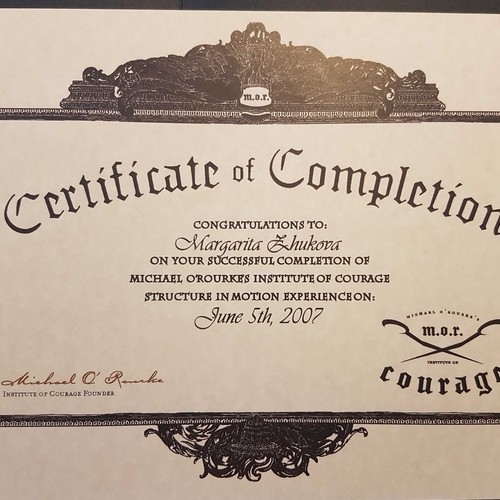 m.o.r.
Certificate of Completion
CONGRATULATIONS TO:
Margarita Zhukova
ON YOUR SUCCESSFUL COMPLETION OF
MICHAEL O'ROURKE'S INSTITUTE OF COURAGE
STRUCTURE IN MOTION EXPERIENCE ON:
June 5th, 2007
MICHAEL O'ROURKE'S
m.o.r.
INSTITUTE OF
courage
Michael O'Rourke
INSTITUTE OF COURAGE FOUNDER